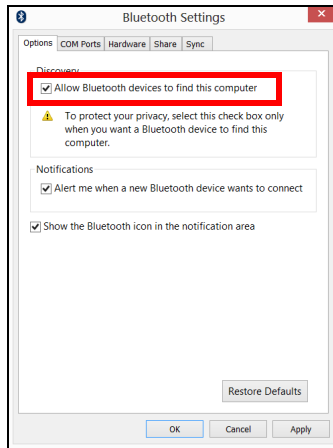 Bluetooth Settings
Options COM Ports Hardware Share Sync
Discovery
Allow Bluetooth devices to find this computer
To protect your privacy, select this check box only
when you want a Bluetooth device to find this
computer.
Notifications
Alert me when a new Bluetooth device wants to connect
Show the Bluetooth icon in the notification area
Restore Defaults
OK Cancel Apply